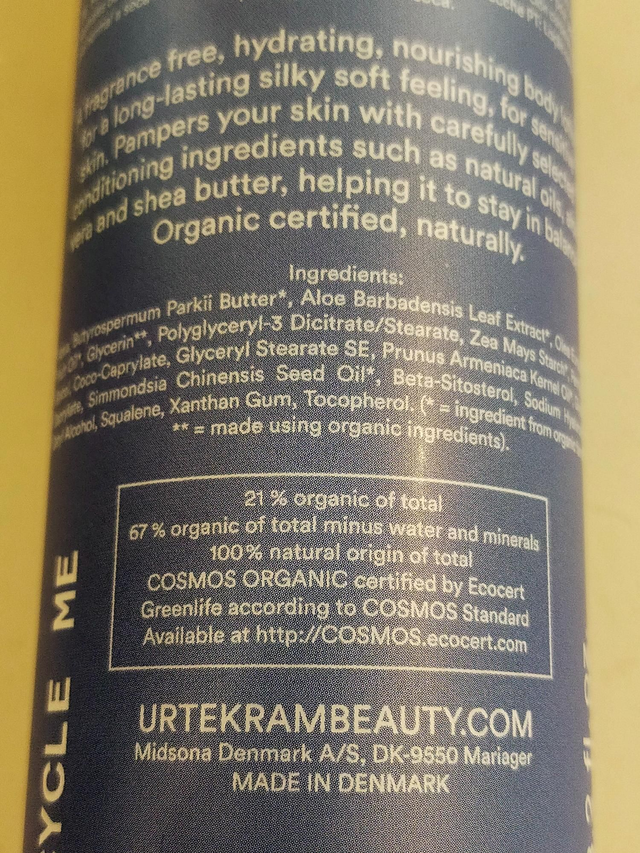 fragrance free, hydrating, nourishing body
for a long-lasting silky soft feeling, for
skin. Pampers your skin with carefully
conditioning ingredients such as natural oils,
vera and shea butter, helping it to stay in
Organic certified, naturally.
Ingredients:
Butyrospermum Parkii Butter*, Aloe Barbadensis Leaf Extract*,
Glycerin**, Polyglyceryl-3 Dicitrate/Stearate, Zea Mays Starch*,
Coco-Caprylate, Glyceryl Stearate SE, Prunus Armeniaca Kernel
Simmondsia Chinensis Seed Oil*, Beta-Sitosterol, Sodium
Alcohol, Squalene, Xanthan Gum, Tocopherol. (* = ingredient from
** = made using organic ingredients).
21 % organic of total
67 % organic of total minus water and minerals
100% natural origin of total
COSMOS ORGANIC certified by Ecocert
Greenlife according to COSMOS Standard
Available at http://COSMOS.ecocert.com
URTEKRAMBEAUTY.COM
Midsona Denmark A/S, DK-9550 Mariager
MADE IN DENMARK
ME